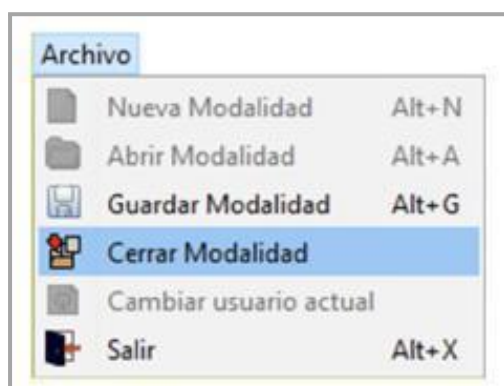 Archivo
Nueva Modalidad Alt+N
Abrir Modalidad Alt+A
Guardar Modalidad Alt+G
Cerrar Modalidad
Cambiar usuario actual
Salir Alt+X